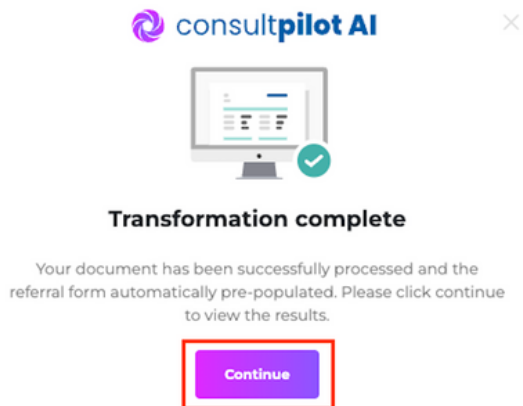 consultpilot AI
Transformation complete
Your document has been successfully processed and the
referral form automatically pre-populated. Please click continue
to view the results.
Continue